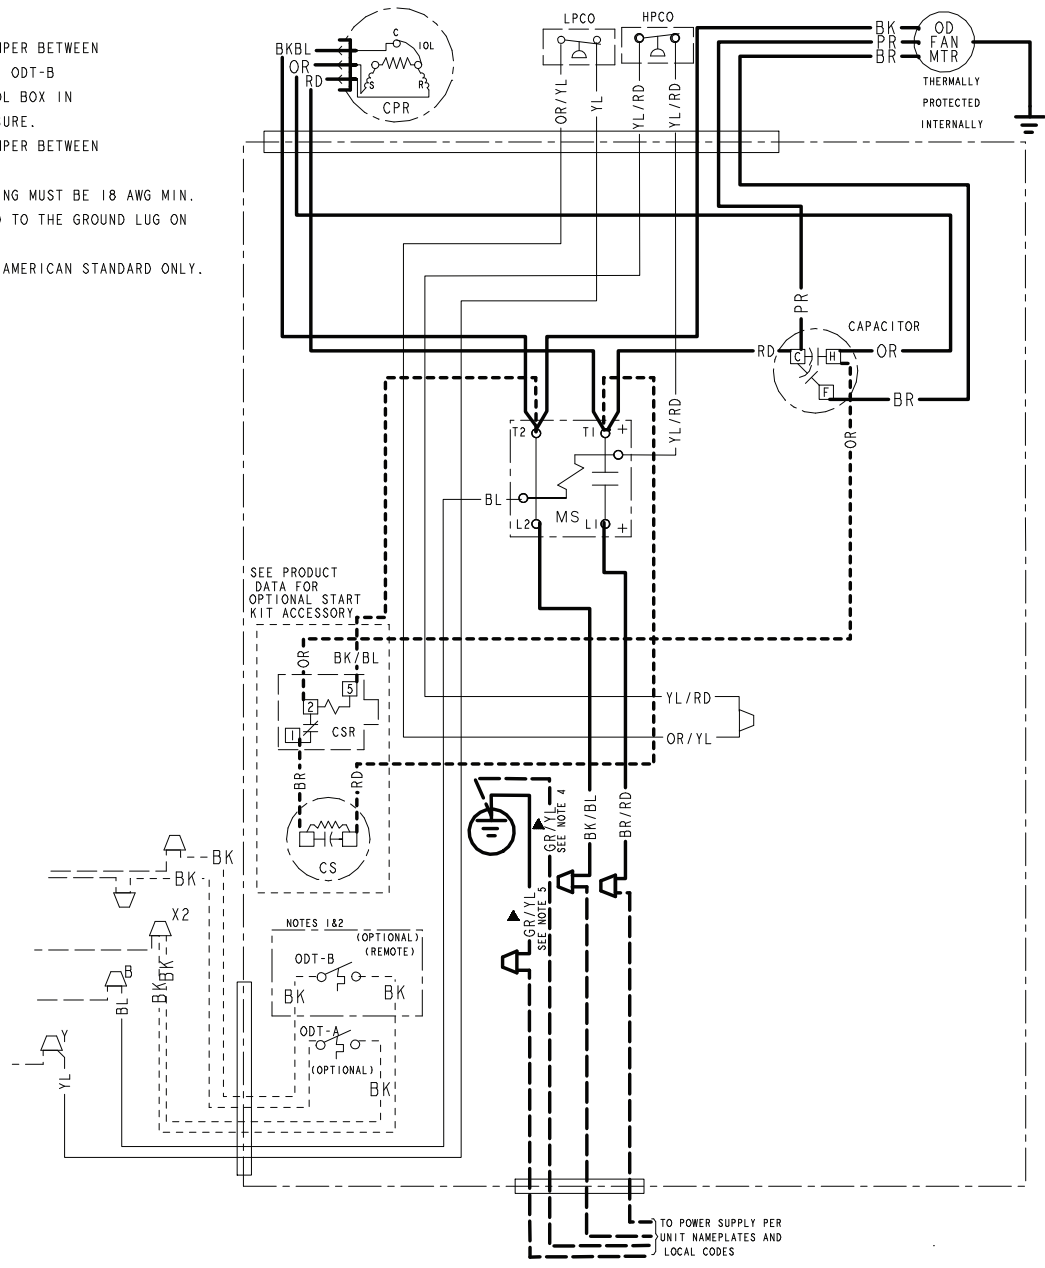 PER BETWEEN
ODT-B
OL BOX IN
URE.
PER BETWEEN
NG MUST BE 18 AWG MIN.
TO THE GROUND LUG ON
AMERICAN STANDARD ONLY.
BKBL
OR
RD
C
IOL
S
R
CPR
LPCO
HPCO
OR/YL
YL
YL/RD
YL/RD
BK
PR
BR
OD
FAN
MTR
THERMALLY
PROTECTED
INTERNALLY
PR
CAPACITOR
RD
C
H
OR
F
BR
OR
YL/RD
T2
T1
+
BL
MS
L2
L1
+
SEE PRODUCT
DATA FOR
OPTIONAL START
KIT ACCESSORY
OR
BK/BL
5
2
1
CSR
BR
RD
CS
YL/RD
OR/YL
GR/YL
SEE NOTE 4
BK/BL
BR/RD
GR/YL
SEE NOTE 5
BK
BK
X2
BK
BK
B
BL
Y
YL
NOTES 1&2
(OPTIONAL)
(REMOTE)
ODT-B
BK
BK
ODT-A
(OPTIONAL)
BK
TO POWER SUPPLY PER
UNIT NAMEPLATES AND
LOCAL CODES